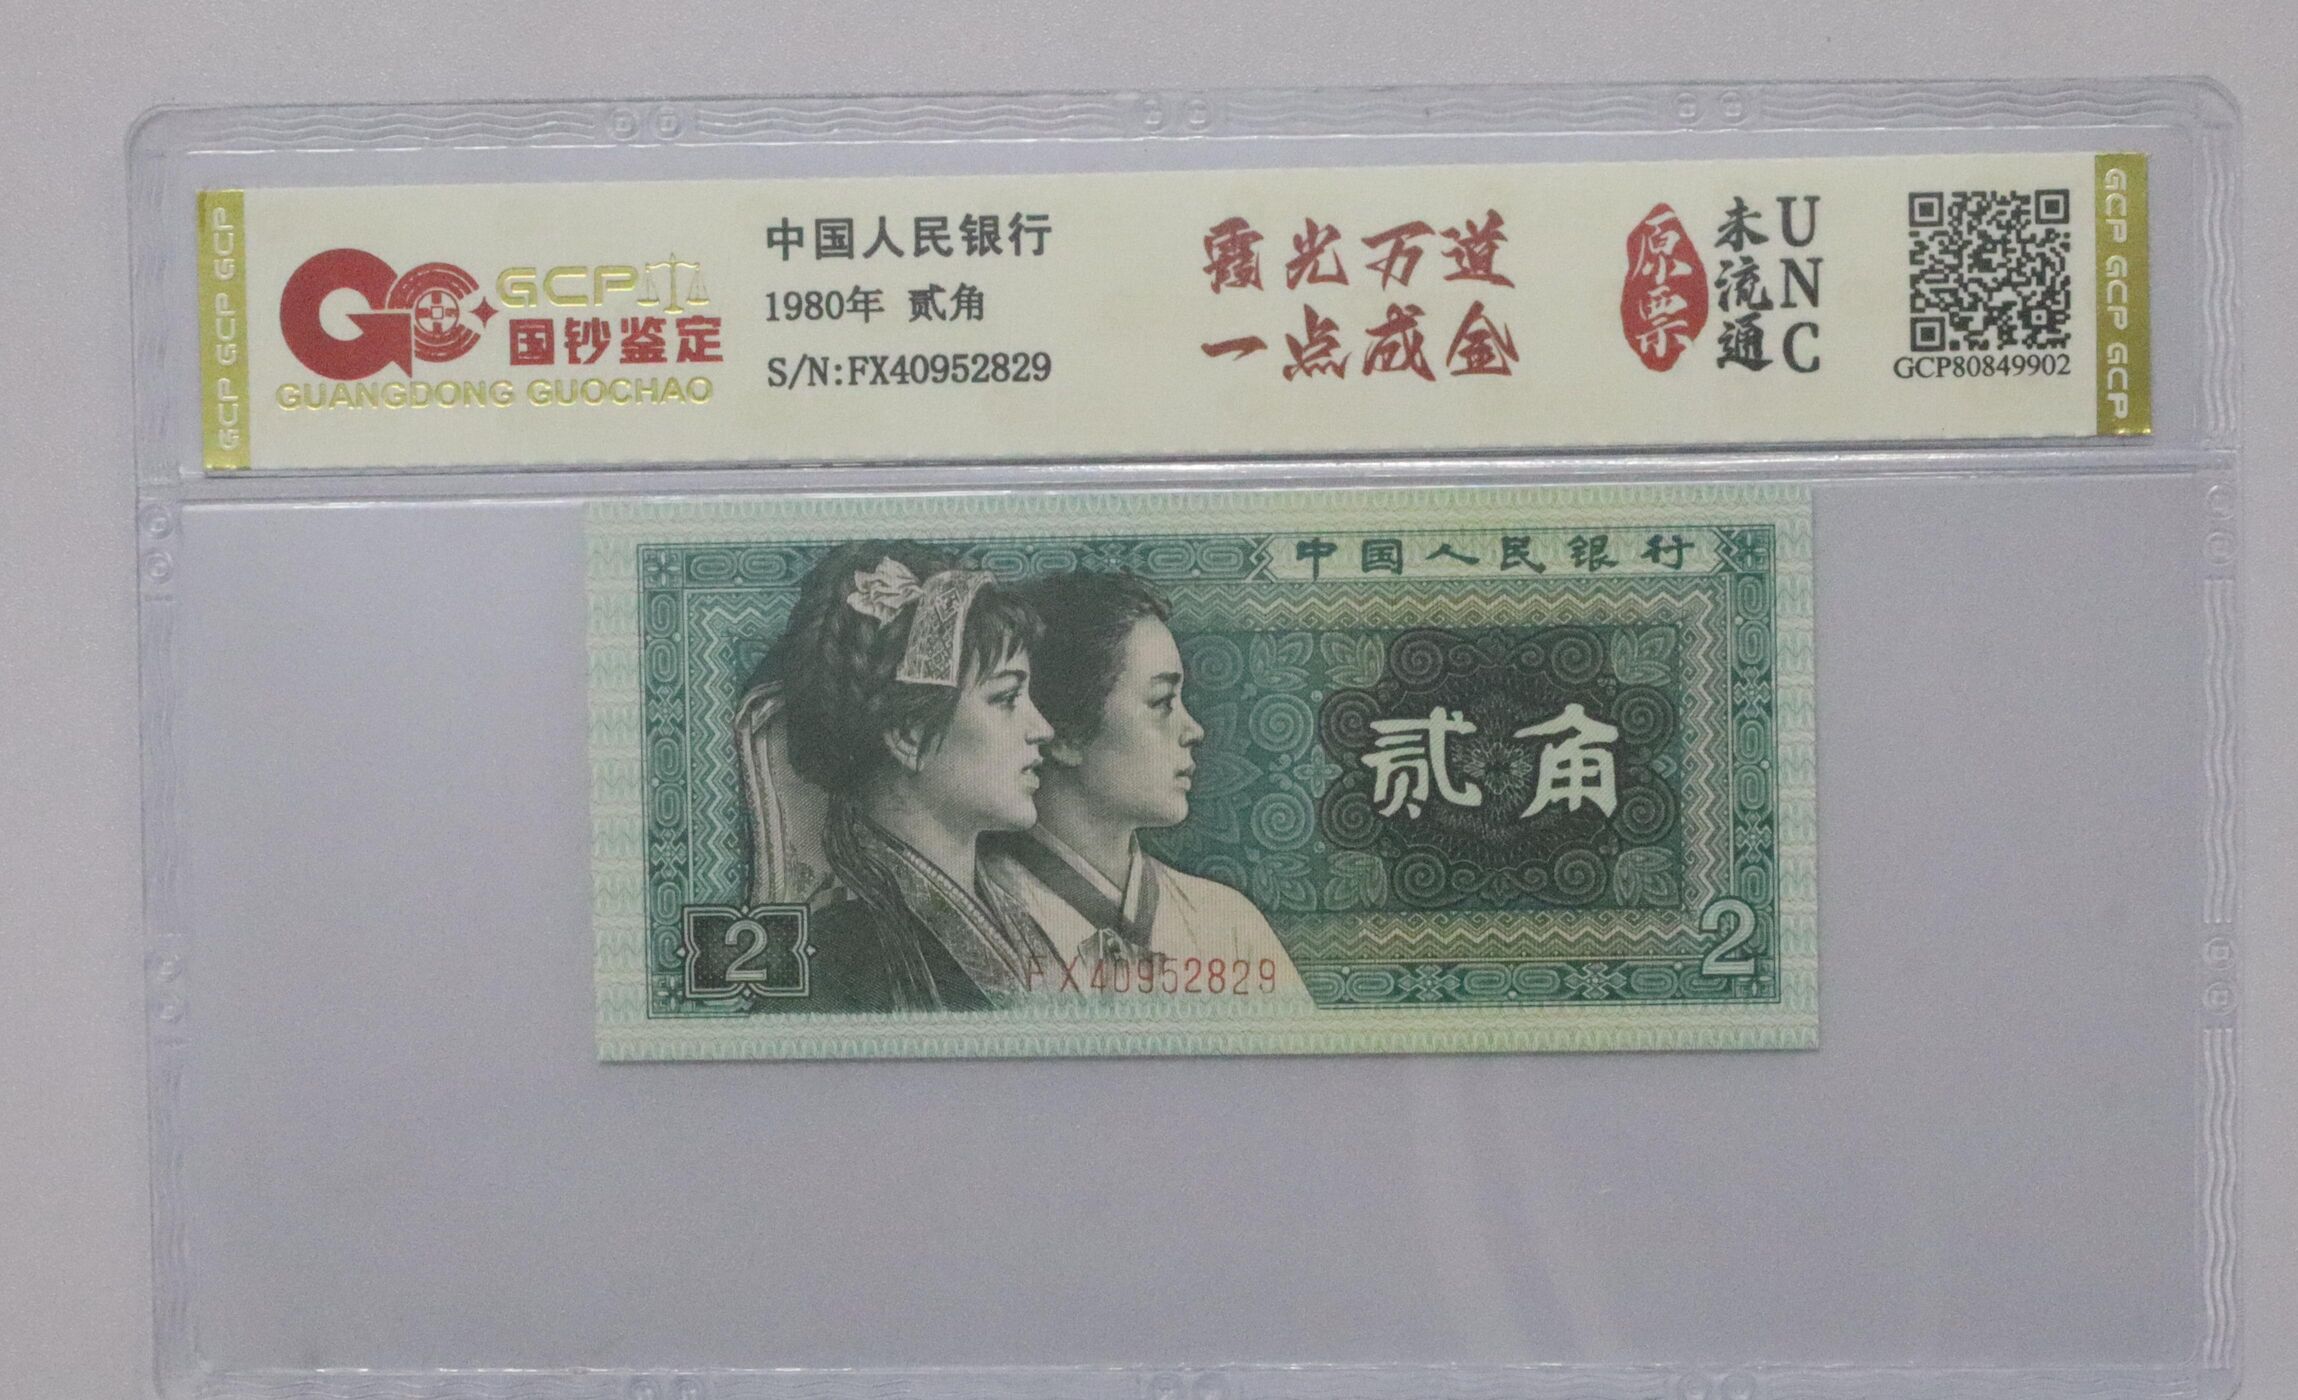 GCP GCP GCP
GCP
国钞鉴定
GUANGDONG GUOCHAO
中国人民银行
1980年 贰角
S/N:FX40952829
霞光万道
一点成金
原票
未流通
UNC
GCP80849902
GCP GCP GCP
中国人民银行
贰角
2
2
FX40952829